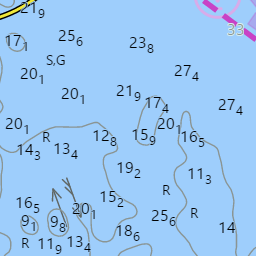 21₉
33
17₁ 25₆ 23₈
S,G
20₁ 27₄
20₁ 21₉ 17₄ 27₄
20₁ R 12₈ 15₉ 20₁ 16₅
14₃ 13₄
19₂ 11₃
R
16₅ 15₂
9₁ 9₈ 20₁ 25₆ R
18₆ 14
R 11₉ 13₄